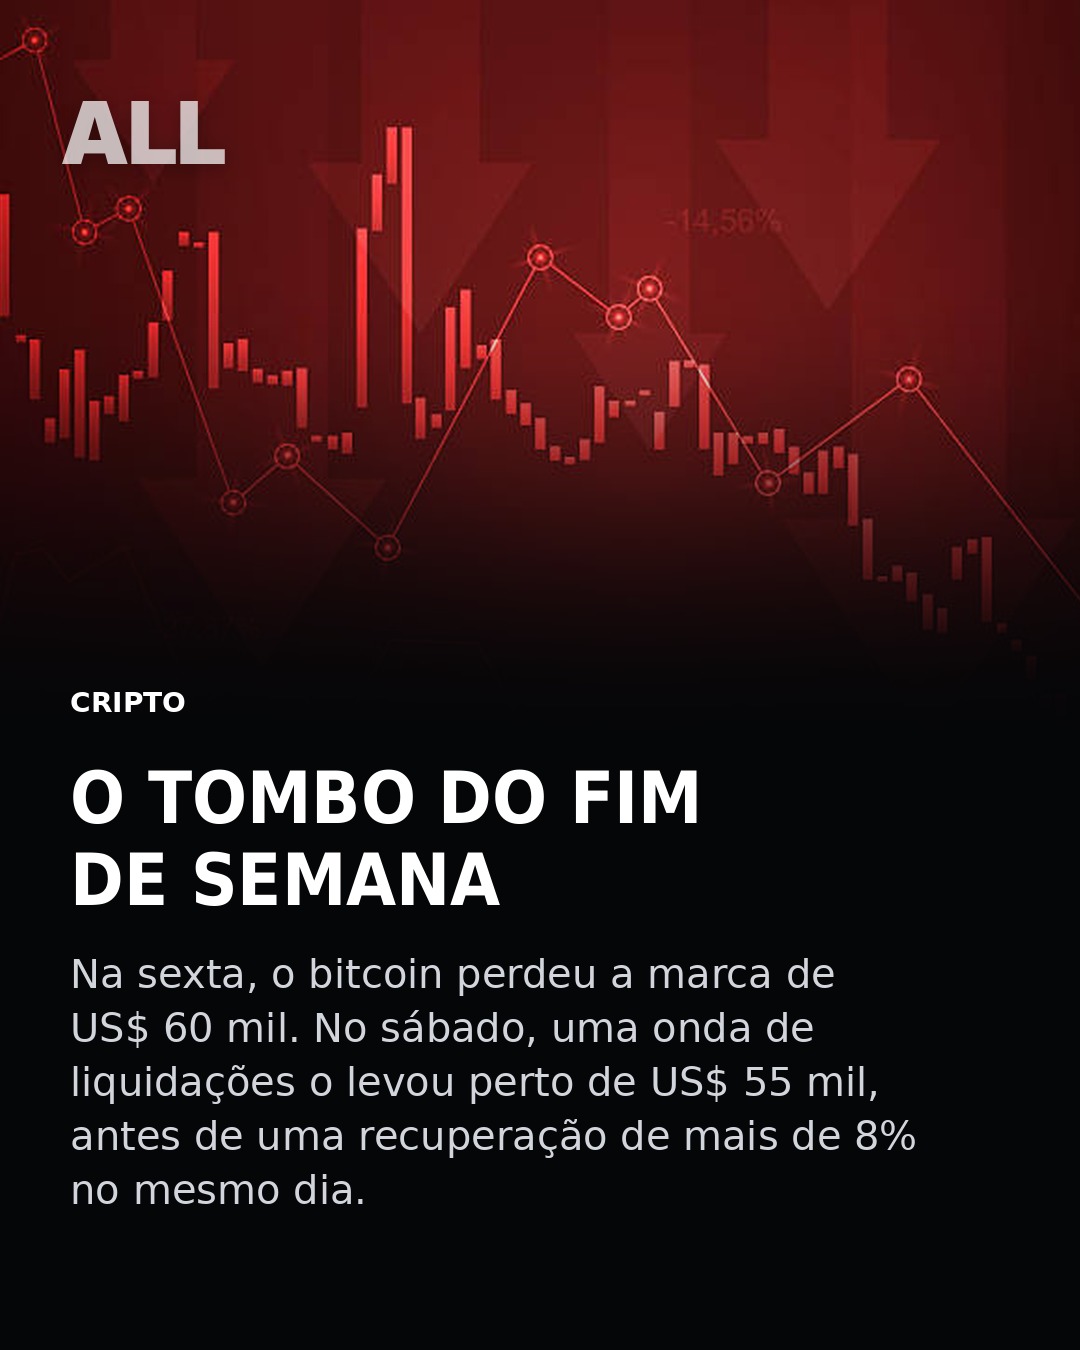 ALL
-14,56%
CRIPTO
O TOMBO DO FIM
DE SEMANA
Na sexta, o bitcoin perdeu a marca de
US$ 60 mil. No sábado, uma onda de
liquidações o levou perto de US$ 55 mil,
antes de uma recuperação de mais de 8%
no mesmo dia.